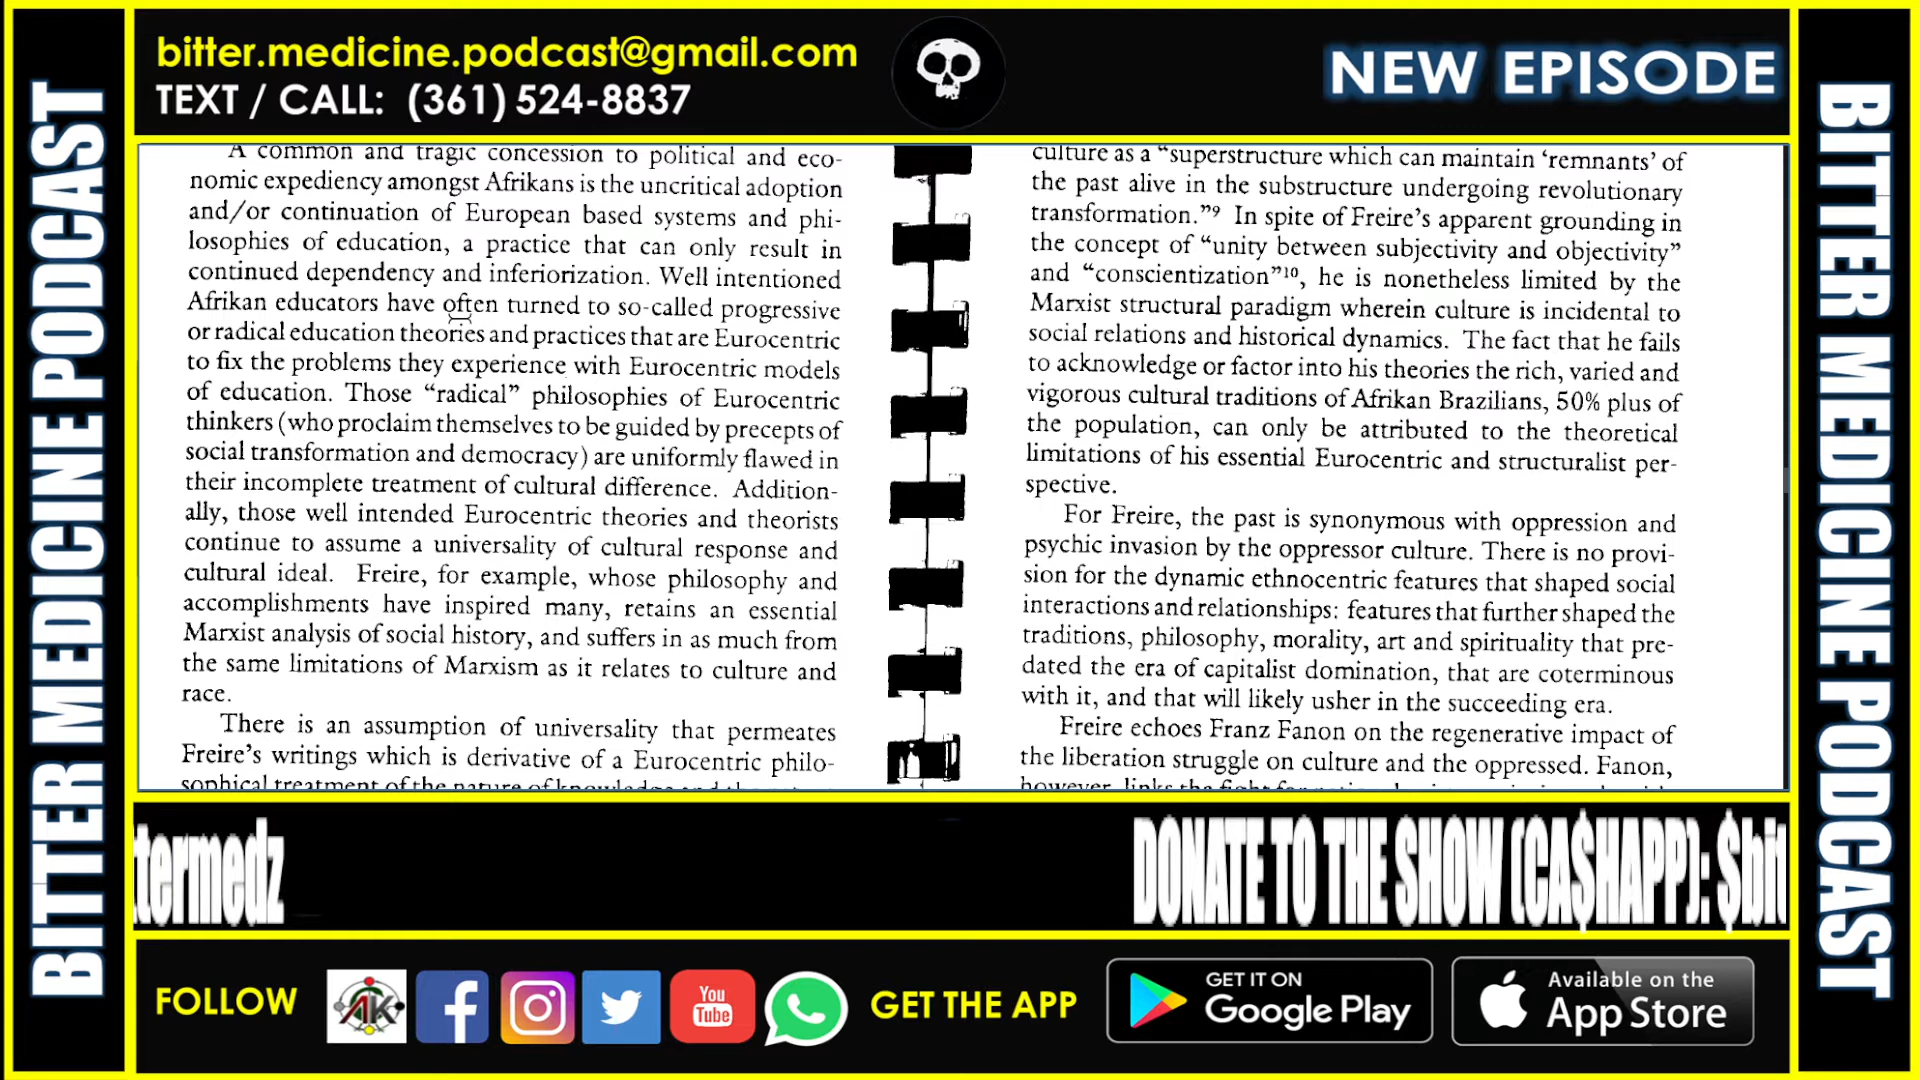 BITTER MEDICINE PODCAST
bitter.medicine.podcast@gmail.com
TEXT / CALL: (361) 524-8837
NEW EPISODE
A common and tragic concession to political and eco-
nomic expediency amongst Afrikans is the uncritical adoption
and/or continuation of European based systems and phi-
losophies of education, a practice that can only result in
continued dependency and inferiorization. Well intentioned
Afrikan educators have often turned to so-called progressive
or radical education theories and practices that are Eurocentric
to fix the problems they experience with Eurocentric models
of education. Those "radical" philosophies of Eurocentric
thinkers (who proclaim themselves to be guided by precepts of
social transformation and democracy) are uniformly flawed in
their incomplete treatment of cultural difference. Addition-
ally, those well intended Eurocentric theories and theorists
continue to assume a universality of cultural response and
cultural ideal. Freire, for example, whose philosophy and
accomplishments have inspired many, retains an essential
Marxist analysis of social history, and suffers in as much from
the same limitations of Marxism as it relates to culture and
race.
There is an assumption of universality that permeates
Freire's writings which is derivative of a Eurocentric philo-
sophical treatment of the nature of knowledge and the
culture as a "superstructure which can maintain 'remnants' of
the past alive in the substructure undergoing revolutionary
transformation."9 In spite of Freire's apparent grounding in
the concept of "unity between subjectivity and objectivity"
and "conscientization"10, he is nonetheless limited by the
Marxist structural paradigm wherein culture is incidental to
social relations and historical dynamics. The fact that he fails
to acknowledge or factor into his theories the rich, varied and
vigorous cultural traditions of Afrikan Brazilians, 50% plus of
the population, can only be attributed to the theoretical
limitations of his essential Eurocentric and structuralist per-
spective.
For Freire, the past is synonymous with oppression and
psychic invasion by the oppressor culture. There is no provi-
sion for the dynamic ethnocentric features that shaped social
interactions and relationships: features that further shaped the
traditions, philosophy, morality, art and spirituality that pre-
dated the era of capitalist domination, that are coterminous
with it, and that will likely usher in the succeeding era.
Freire echoes Franz Fanon on the regenerative impact of
the liberation struggle on culture and the oppressed. Fanon,
however, links the fight for
BITTER MEDICINE PODCAST
ttermedz
DONATE TO THE SHOW (CA$HAPP): $bit
FOLLOW
AK
You
Tube
GET THE APP
GET IT ON
Google Play
Available on the
App Store